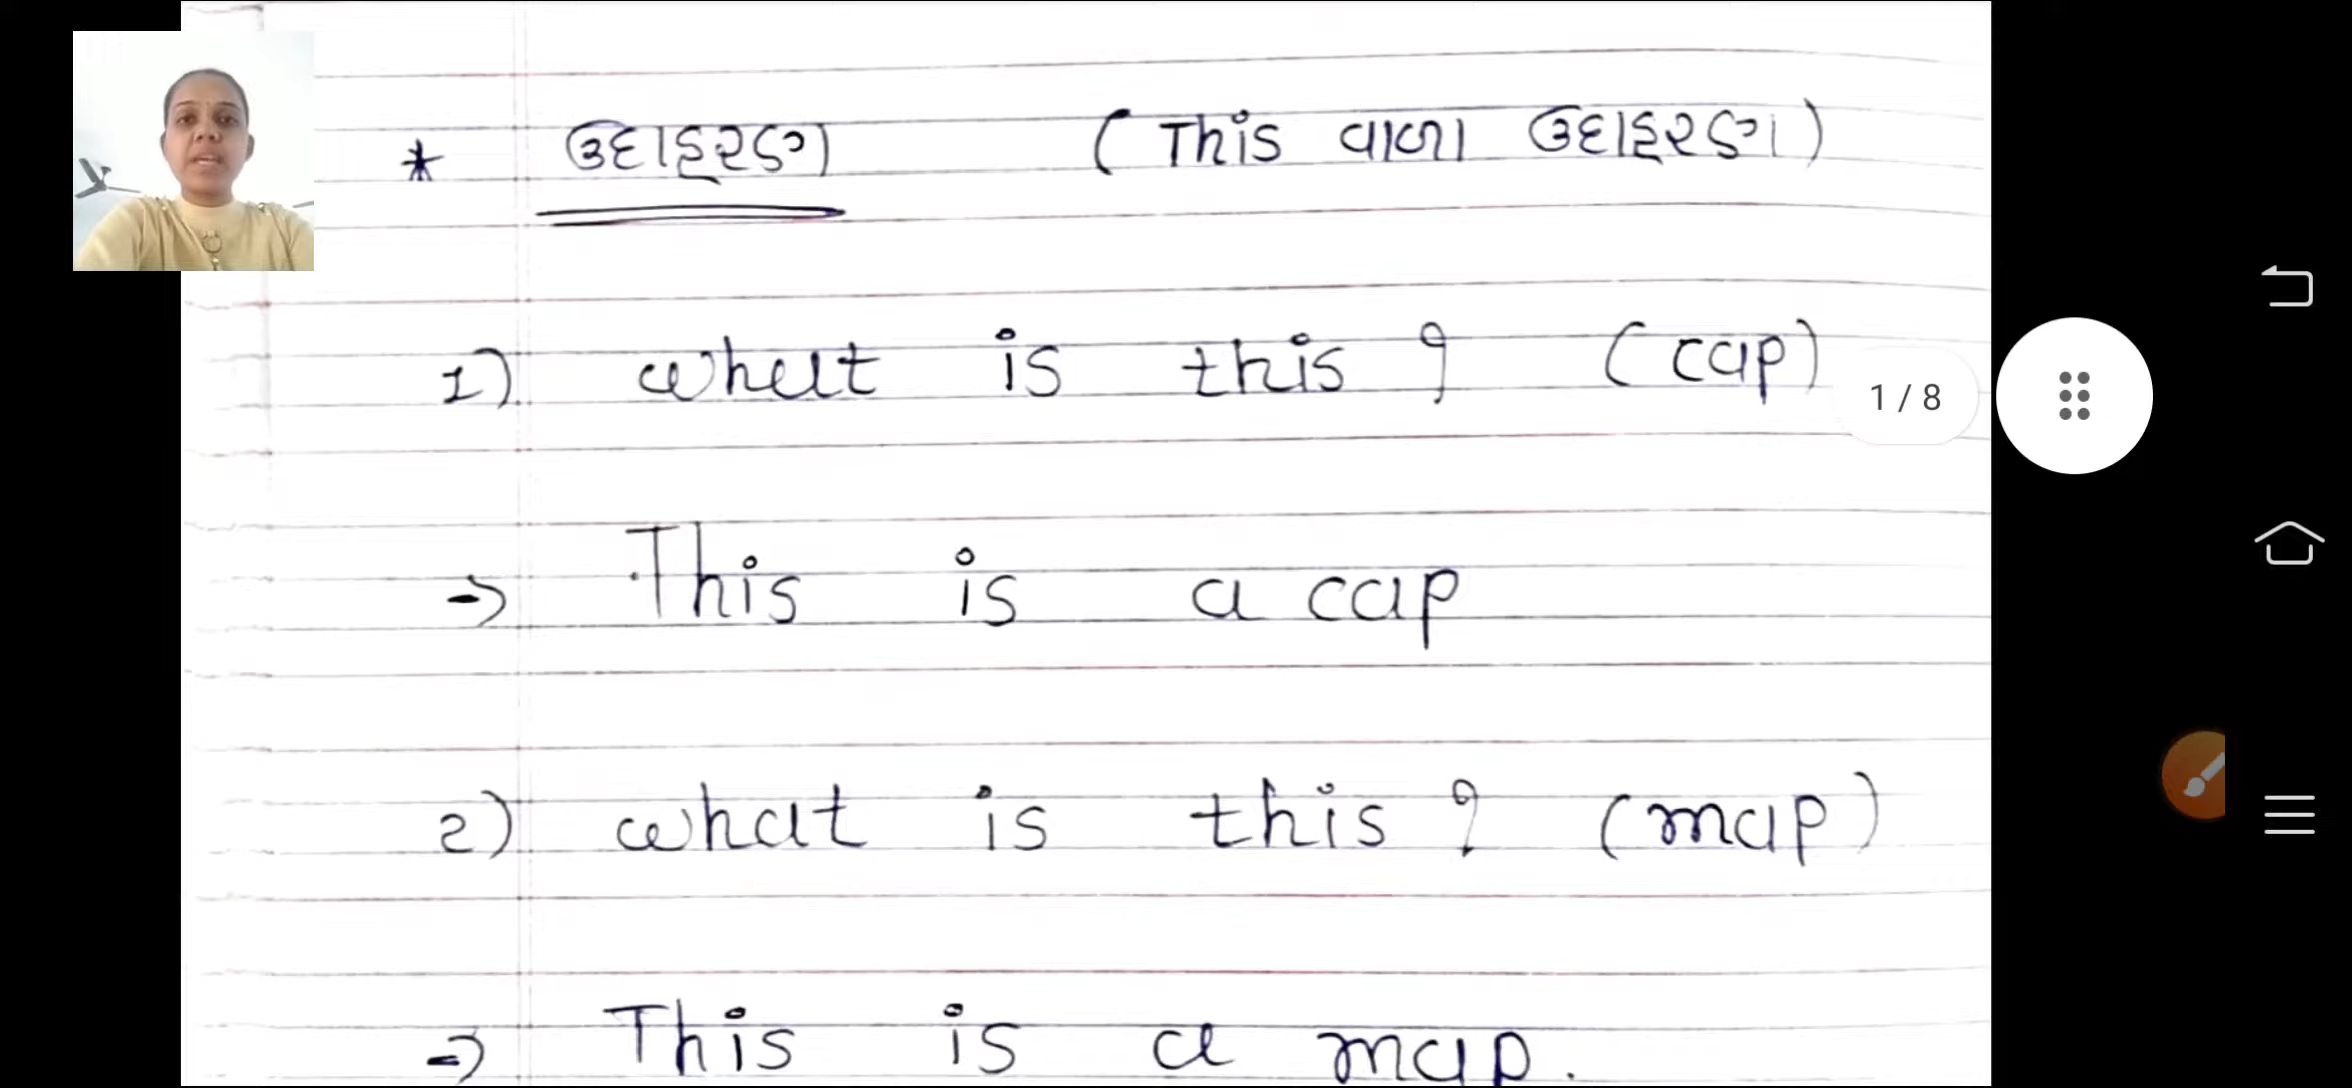 * ઉદાહરણ (This વાળા ઉદાહરણ)
1) what is this ? (cap)
1 / 8
→ This is a cap
2) what is this ? (map)
→ This is a map.